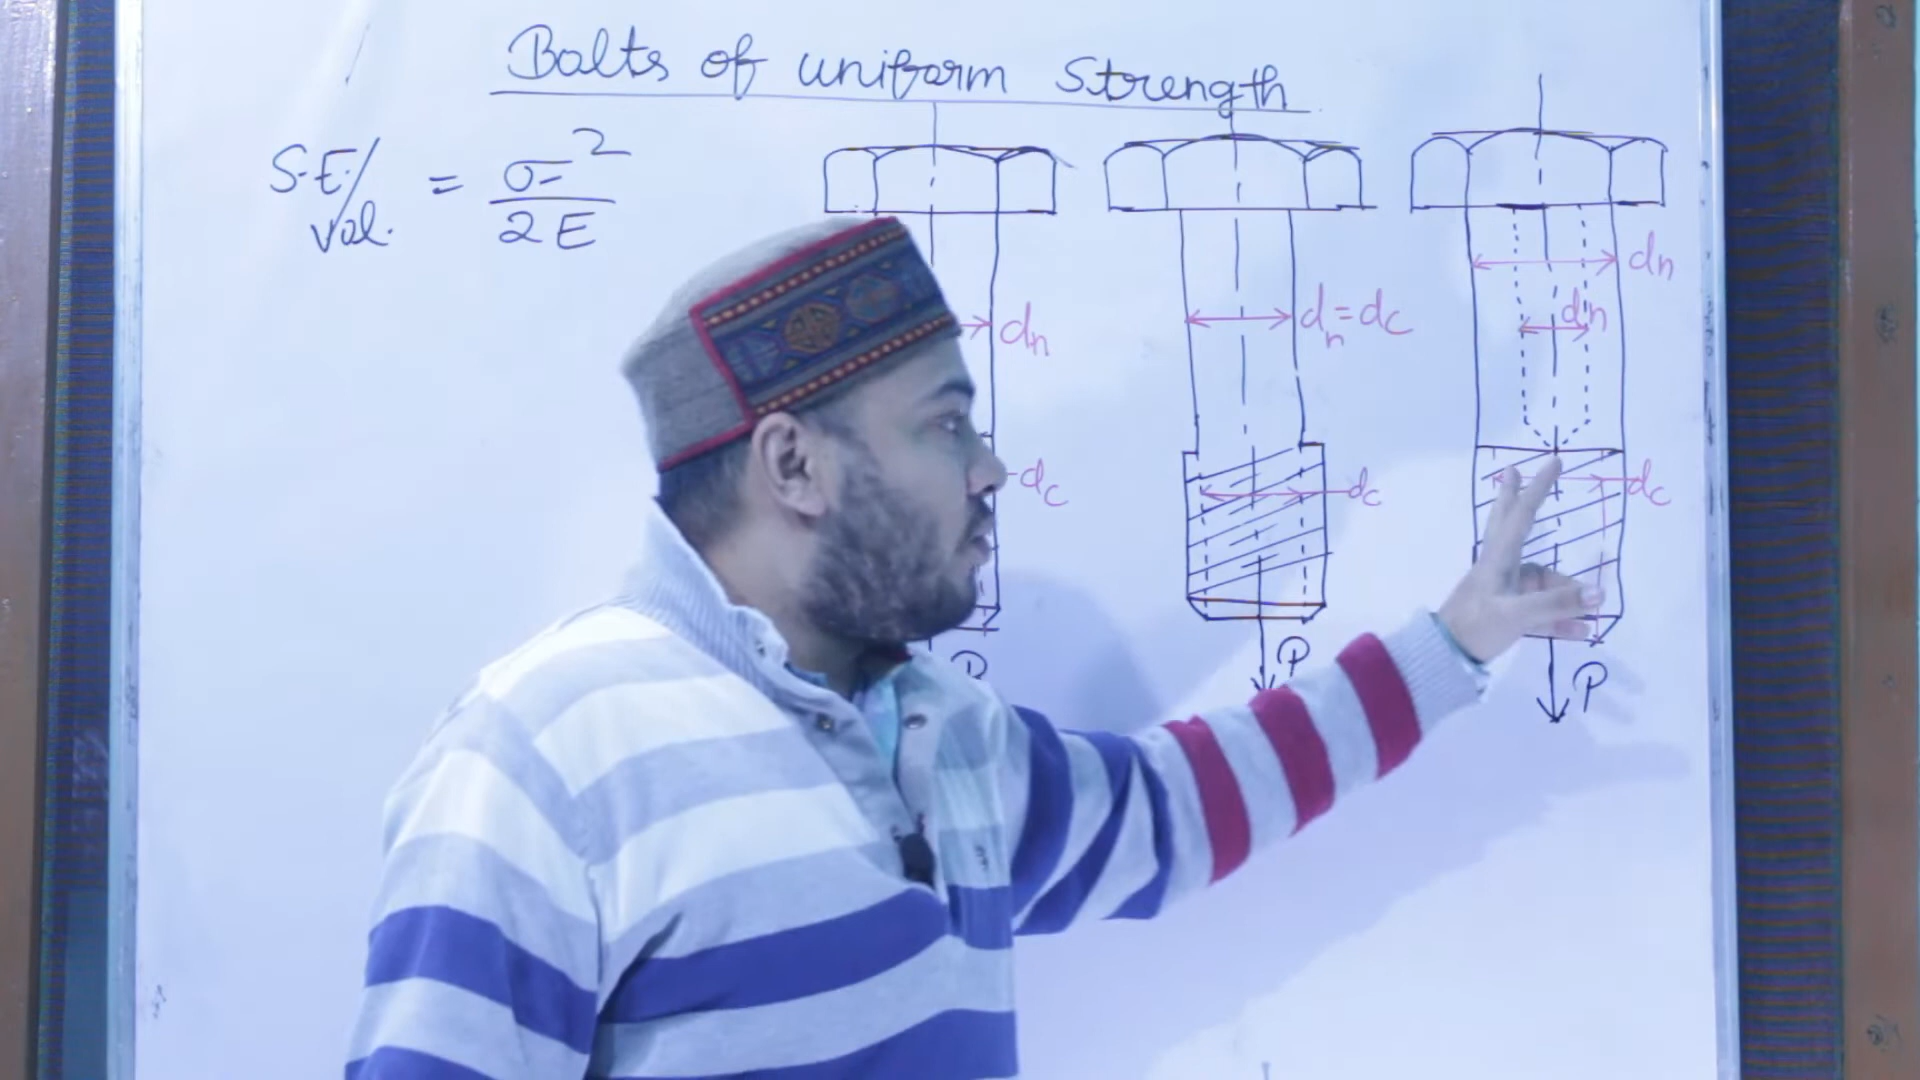 Bolts of uniform Strength
S.E./Vol. = σ² / 2E
dn
dc
P
dn = dc
dc
P
dn
dn
dc
P